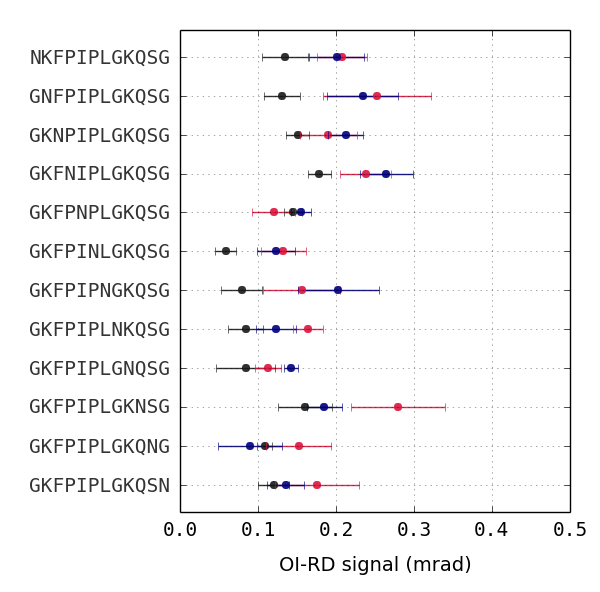 NKFPIPLGKQSG
GNFPIPLGKQSG
GKNPIPLGKQSG
GKFNIPLGKQSG
GKFPNPLGKQSG
GKFPINLGKQSG
GKFPIPNGKQSG
GKFPIPLNKQSG
GKFPIPLGNQSG
GKFPIPLGKNSG
GKFPIPLGKQNG
GKFPIPLGKQSN
0.0 0.1 0.2 0.3 0.4 0.5
OI-RD signal (mrad)